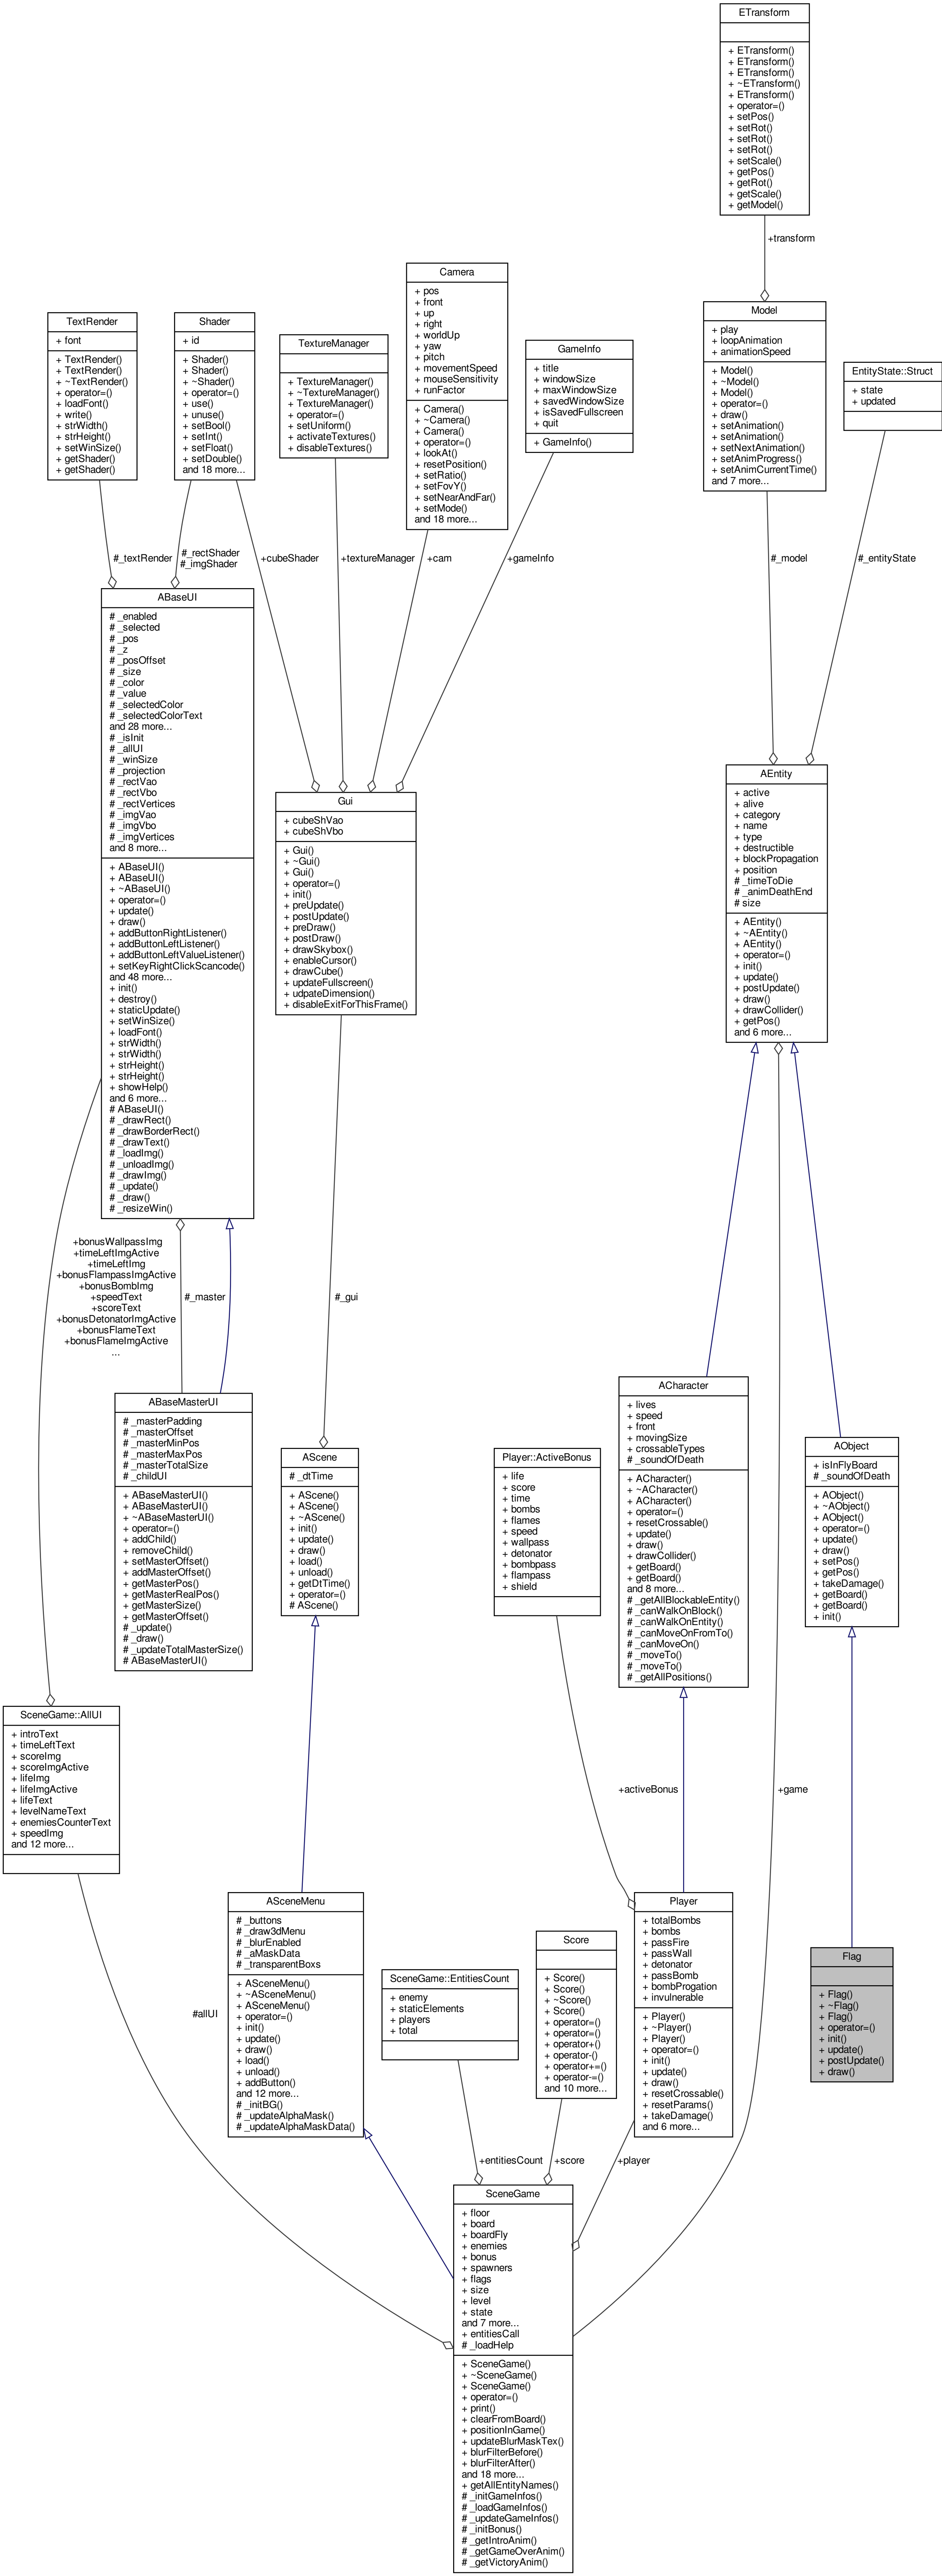 ETransform
+ ETransform()
+ ETransform()
+ ETransform()
+ ~ETransform()
+ ETransform()
+ operator=()
+ setPos()
+ setRot()
+ setRot()
+ setRot()
+ setScale()
+ getPos()
+ getRot()
+ getScale()
+ getModel()
+transform
Model
+ play
+ loopAnimation
+ animationSpeed
+ Model()
+ ~Model()
+ Model()
+ operator=()
+ draw()
+ setAnimation()
+ setAnimation()
+ setNextAnimation()
+ setAnimProgress()
+ setAnimCurrentTime()
and 7 more...
EntityState::Struct
+ state
+ updated
TextRender
+ font
+ TextRender()
+ TextRender()
+ ~TextRender()
+ operator=()
+ loadFont()
+ write()
+ strWidth()
+ strHeight()
+ setWinSize()
+ getShader()
+ getShader()
Shader
+ id
+ Shader()
+ Shader()
+ ~Shader()
+ operator=()
+ use()
+ unuse()
+ setBool()
+ setInt()
+ setFloat()
+ setDouble()
and 18 more...
TextureManager
+ TextureManager()
+ ~TextureManager()
+ TextureManager()
+ operator=()
+ setUniform()
+ activateTextures()
+ disableTextures()
Camera
+ pos
+ front
+ up
+ right
+ worldUp
+ yaw
+ pitch
+ movementSpeed
+ mouseSensitivity
+ runFactor
+ Camera()
+ ~Camera()
+ Camera()
+ operator=()
+ lookAt()
+ resetPosition()
+ setRatio()
+ setFovY()
+ setNearAndFar()
+ setMode()
and 18 more...
GameInfo
+ title
+ windowSize
+ maxWindowSize
+ savedWindowSize
+ isSavedFullscreen
+ quit
+ GameInfo()
#_textRender
#_rectShader
#_imgShader
+cubeShader
+textureManager
+cam
+gameInfo
#_model
#_entityState
ABaseUI
# _enabled
# _selected
# _pos
# _z
# _posOffset
# _size
# _color
# _value
# _selectedColor
# _selectedColorText
and 28 more...
# _isInit
# _allUI
# _winSize
# _projection
# _rectVao
# _rectVbo
# _rectVertices
# _imgVao
# _imgVbo
# _imgVertices
and 8 more...
+ ABaseUI()
+ ABaseUI()
+ ~ABaseUI()
+ operator=()
+ update()
+ draw()
+ addButtonRightListener()
+ addButtonLeftListener()
+ addButtonLeftValueListener()
+ setKeyRightClickScancode()
and 48 more...
+ init()
+ destroy()
+ staticUpdate()
+ setWinSize()
+ loadFont()
+ strWidth()
+ strWidth()
+ strHeight()
+ strHeight()
+ showHelp()
and 6 more...
# ABaseUI()
# _drawRect()
# _drawBorderRect()
# _drawText()
# _loadImg()
# _unloadImg()
# _drawImg()
# _update()
# _draw()
# _resizeWin()
Gui
+ cubeShVao
+ cubeShVbo
+ Gui()
+ ~Gui()
+ Gui()
+ operator=()
+ init()
+ preUpdate()
+ postUpdate()
+ preDraw()
+ postDraw()
+ drawSkybox()
+ enableCursor()
+ drawCube()
+ updateFullscreen()
+ udpateDimension()
+ disableExitForThisFrame()
AEntity
+ active
+ alive
+ category
+ name
+ type
+ destructible
+ blockPropagation
+ position
# _timeToDie
# _animDeathEnd
# size
+ AEntity()
+ ~AEntity()
+ AEntity()
+ operator=()
+ init()
+ update()
+ postUpdate()
+ draw()
+ drawCollider()
+ getPos()
and 6 more...
+bonusWallpassImg
+timeLeftImgActive
+timeLeftImg
+bonusFlampassImgActive
+bonusBombImg
+speedText
+scoreText
+bonusDetonatorImgActive
+bonusFlameText
+bonusFlameImgActive
...
#_master
#_gui
ABaseMasterUI
# _masterPadding
# _masterOffset
# _masterMinPos
# _masterMaxPos
# _masterTotalSize
# _childUI
+ ABaseMasterUI()
+ ABaseMasterUI()
+ ~ABaseMasterUI()
+ operator=()
+ addChild()
+ removeChild()
+ setMasterOffset()
+ addMasterOffset()
+ getMasterPos()
+ getMasterRealPos()
+ getMasterSize()
+ getMasterOffset()
# _update()
# _draw()
# _updateTotalMasterSize()
# ABaseMasterUI()
AScene
# _dtTime
+ AScene()
+ AScene()
+ ~AScene()
+ init()
+ update()
+ draw()
+ load()
+ unload()
+ getDtTime()
+ operator=()
# AScene()
Player::ActiveBonus
+ life
+ score
+ time
+ bombs
+ flames
+ speed
+ wallpass
+ detonator
+ bombpass
+ flampass
+ shield
ACharacter
+ lives
+ speed
+ front
+ movingSize
+ crossableTypes
# _soundOfDeath
+ ACharacter()
+ ~ACharacter()
+ ACharacter()
+ operator=()
+ resetCrossable()
+ update()
+ draw()
+ drawCollider()
+ getBoard()
+ getBoard()
and 8 more...
# _getAllBlockableEntity()
# _canWalkOnBlock()
# _canWalkOnEntity()
# _canMoveOnFromTo()
# _canMoveOn()
# _moveTo()
# _moveTo()
# _getAllPositions()
AObject
+ isInFlyBoard
# _soundOfDeath
+ AObject()
+ ~AObject()
+ AObject()
+ operator=()
+ update()
+ draw()
+ setPos()
+ getPos()
+ takeDamage()
+ getBoard()
+ getBoard()
+ init()
SceneGame::AllUI
+ introText
+ timeLeftText
+ scoreImg
+ scoreImgActive
+ lifeImg
+ lifeImgActive
+ lifeText
+ levelNameText
+ enemiesCounterText
+ speedImg
and 12 more...
+activeBonus
+game
ASceneMenu
# _buttons
# _draw3dMenu
# _blurEnabled
# _aMaskData
# _transparentBoxs
+ ASceneMenu()
+ ~ASceneMenu()
+ ASceneMenu()
+ operator=()
+ init()
+ update()
+ draw()
+ load()
+ unload()
+ addButton()
and 12 more...
# _initBG()
# _updateAlphaMask()
# _updateAlphaMaskData()
SceneGame::EntitiesCount
+ enemy
+ staticElements
+ players
+ total
Score
+ Score()
+ Score()
+ ~Score()
+ Score()
+ operator=()
+ operator=()
+ operator+()
+ operator-()
+ operator+=()
+ operator-=()
and 10 more...
Player
+ totalBombs
+ bombs
+ passFire
+ passWall
+ detonator
+ passBomb
+ bombProgation
+ invulnerable
+ Player()
+ ~Player()
+ Player()
+ operator=()
+ init()
+ update()
+ draw()
+ resetCrossable()
+ resetParams()
+ takeDamage()
and 6 more...
Flag
+ Flag()
+ ~Flag()
+ Flag()
+ operator=()
+ init()
+ update()
+ postUpdate()
+ draw()
#allUI
+entitiesCount
+score
+player
SceneGame
+ floor
+ board
+ boardFly
+ enemies
+ bonus
+ spawners
+ flags
+ size
+ level
+ state
and 7 more...
+ entitiesCall
# _loadHelp
+ SceneGame()
+ ~SceneGame()
+ SceneGame()
+ operator=()
+ print()
+ clearFromBoard()
+ positionInGame()
+ updateBlurMaskTex()
+ blurFilterBefore()
+ blurFilterAfter()
and 18 more...
+ getAllEntityNames()
# _initGameInfos()
# _loadGameInfos()
# _updateGameInfos()
# _initBonus()
# _getIntroAnim()
# _getGameOverAnim()
# _getVictoryAnim()